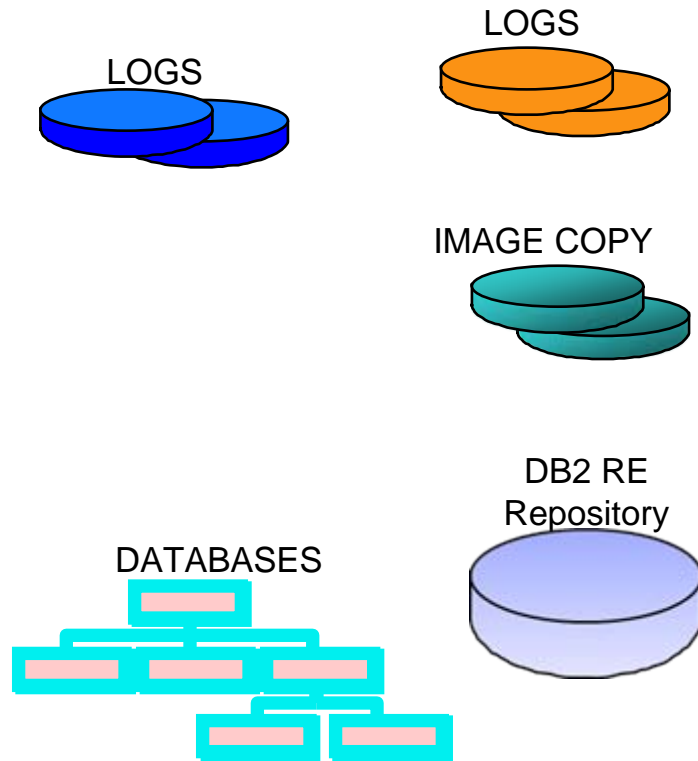 LOGS
LOGS
IMAGE COPY
DB2 RE
Repository
DATABASES